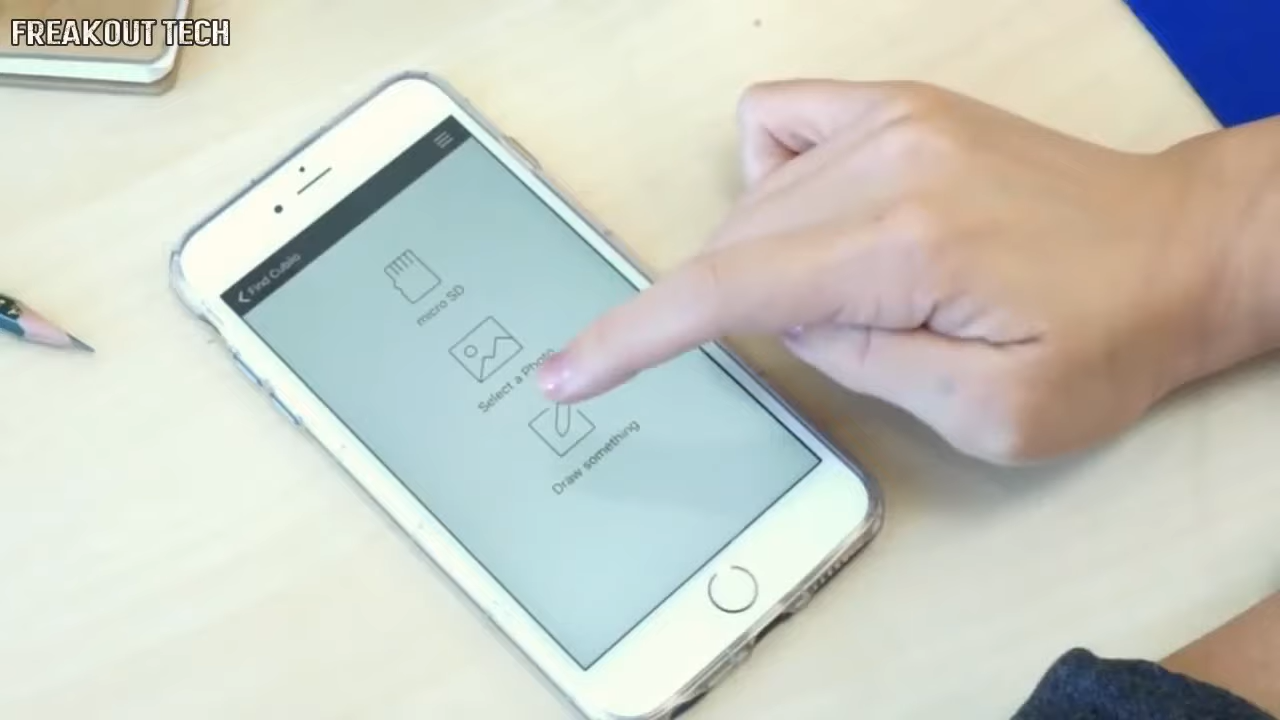 FREAKOUT TECH
Find Cubiio
micro SD
Select a Photo
Draw something